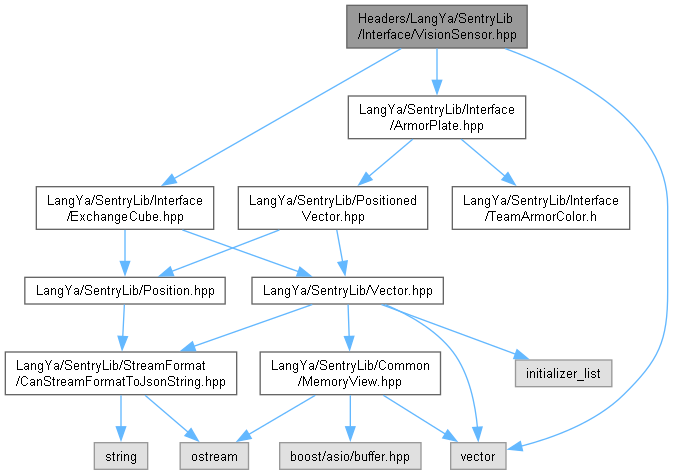 Headers/LangYa/SentryLib
/Interface/VisionSensor.hpp
LangYa/SentryLib/Interface
/ArmorPlate.hpp
LangYa/SentryLib/Interface
/ExchangeCube.hpp
LangYa/SentryLib/Positioned
Vector.hpp
LangYa/SentryLib/Interface
/TeamArmorColor.h
LangYa/SentryLib/Position.hpp
LangYa/SentryLib/Vector.hpp
LangYa/SentryLib/StreamFormat
/CanStreamFormatToJsonString.hpp
LangYa/SentryLib/Common
/MemoryView.hpp
initializer_list
string
ostream
boost/asio/buffer.hpp
vector